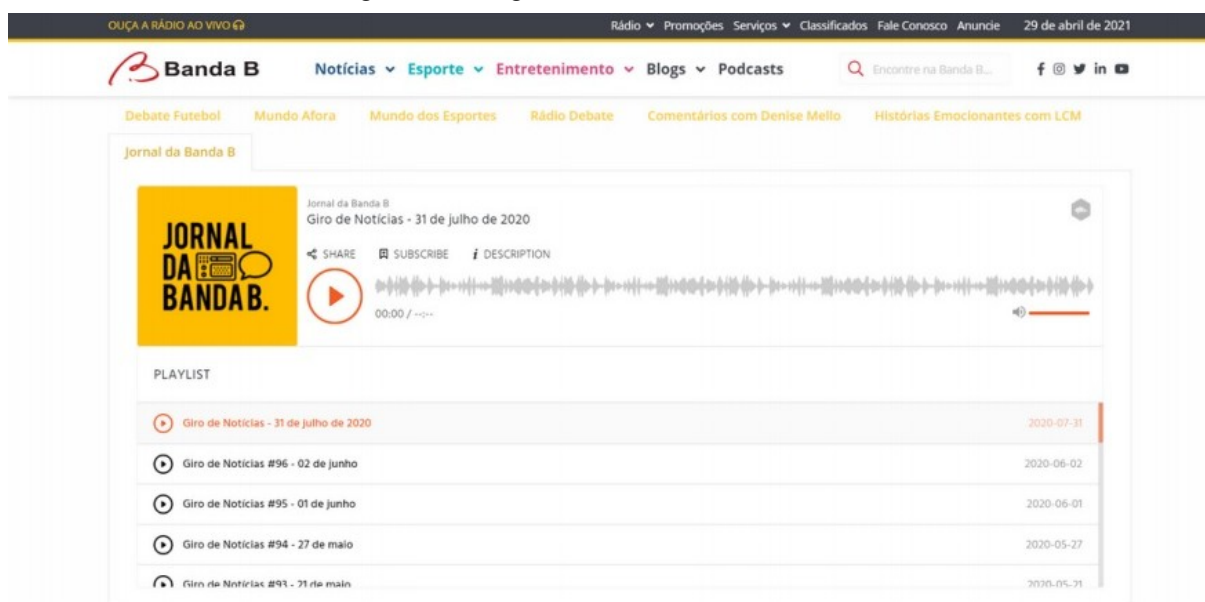 OUÇA A RÁDIO AO VIVO Rádio Promoções Serviços Classificados Fale Conosco Anuncie 29 de abril de 2021
Banda B Notícias Esporte Entretenimento Blogs Podcasts Encontre na Banda B...
Debate Futebol Mundo Afora Mundo dos Esportes Rádio Debate Comentários com Denise Mello Histórias Emocionantes com LCM
Jornal da Banda B
JORNAL
DA
BANDA B.
Jornal da Banda B
Giro de Notícias - 31 de julho de 2020
SHARE SUBSCRIBE DESCRIPTION
00:00 / --:--
PLAYLIST
Giro de Notícias - 31 de julho de 2020 2020-07-31
Giro de Notícias #96 - 02 de junho 2020-06-02
Giro de Notícias #95 - 01 de junho 2020-06-01
Giro de Notícias #94 - 27 de maio 2020-05-27
Giro de Notícias #93 - 21 de maio 2020-05-21